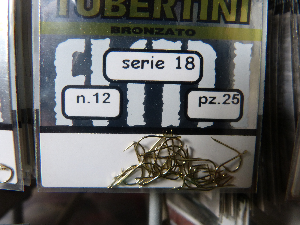 TUBERTINI
BRONZATO
serie 18
n.12 pz.25